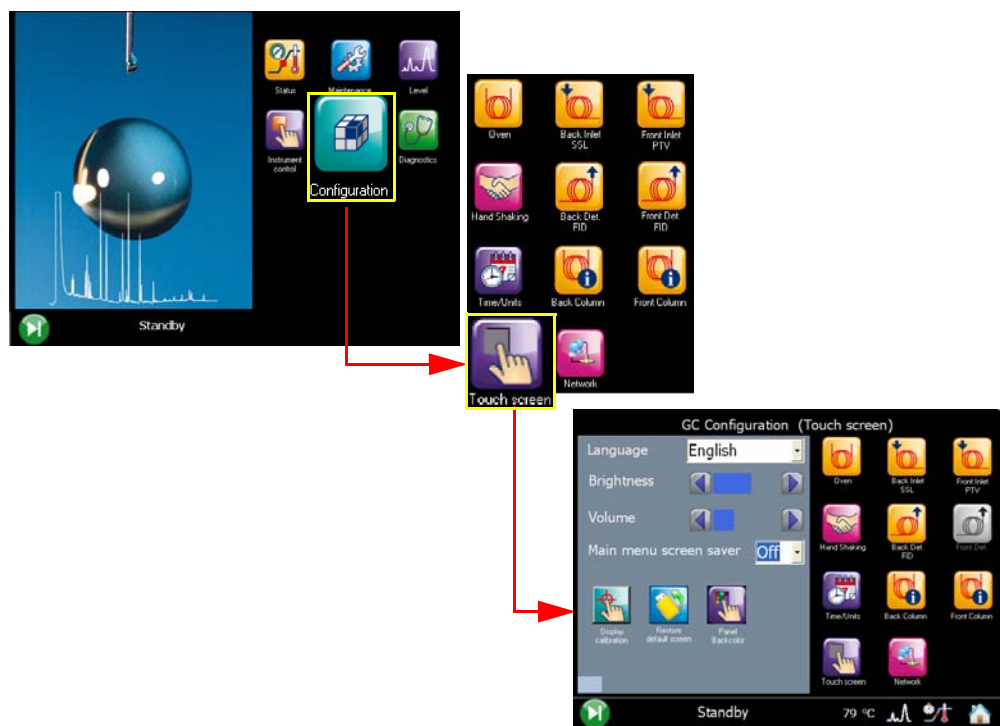 Status
Maintenance
Level
Instrument
control
Configuration
Diagnostics
Standby
Oven
Back Inlet
SSL
Front Inlet
PTV
Hand Shaking
Back Det.
FID
Front Det.
FID
Time/Units
Back Column
Front Column
Touch screen
Network
GC Configuration (Touch screen)
Language
English
Brightness
Volume
Main menu screen saver
Off
Display
calibration
Restore
default screen
Panel
Backcolor
Oven
Back Inlet
SSL
Front Inlet
PTV
Hand Shaking
Back Det.
FID
Front Det.
Time/Units
Back Column
Front Column
Touch screen
Network
Standby
79 °C